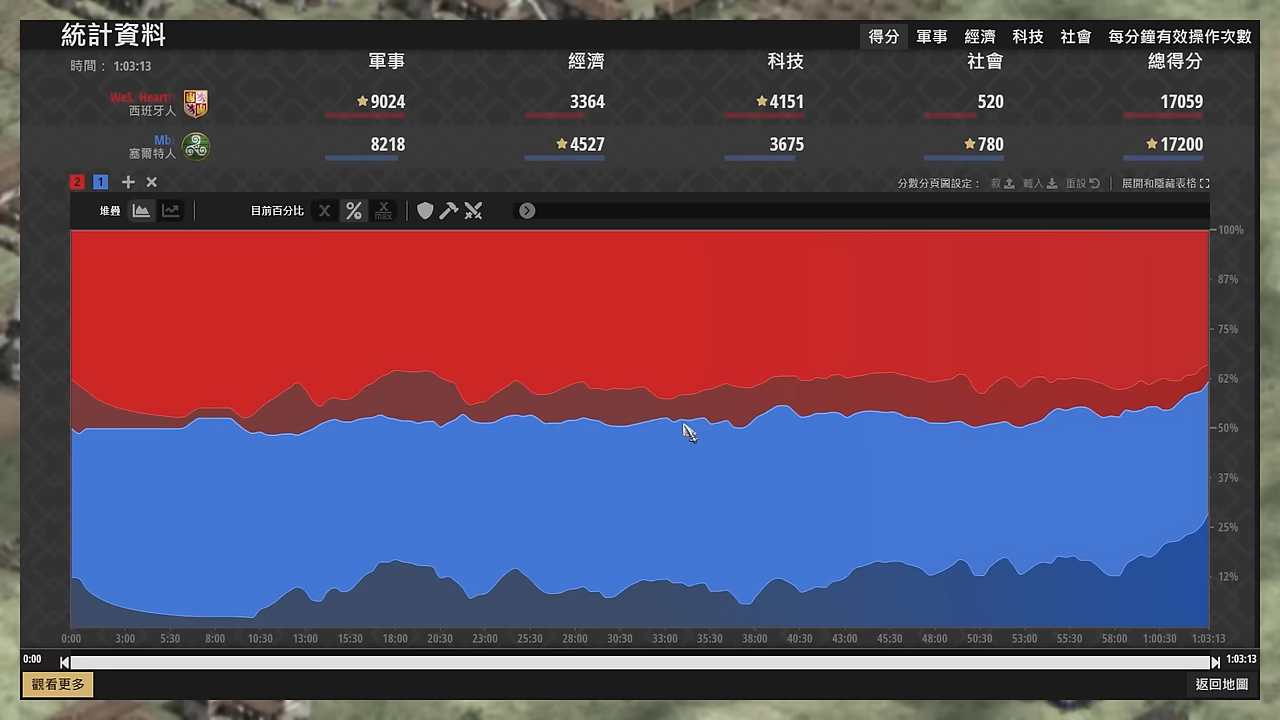 統計資料
得分 軍事 經濟 科技 社會 每分鐘有效操作次數
時間： 1:03:13
軍事 經濟 科技 社會 總得分
WeS. Heart
西班牙人
9024 3364 4151 520 17059
Mb
塞爾特人
8218 4527 3675 780 17200
2 1
分數分頁圖設定： 載入 重設 展開和隱藏表格
堆疊 目前百分比 X % X max
100%
87%
75%
62%
50%
37%
25%
12%
0:00 3:00 5:30 8:00 10:30 13:00 15:30 18:00 20:30 23:00 25:30 28:00 30:30 33:00 35:30 38:00 40:30 43:00 45:30 48:00 50:30 53:00 55:30 58:00 1:00:30 1:03:13
0:00 1:03:13
觀看更多 返回地圖